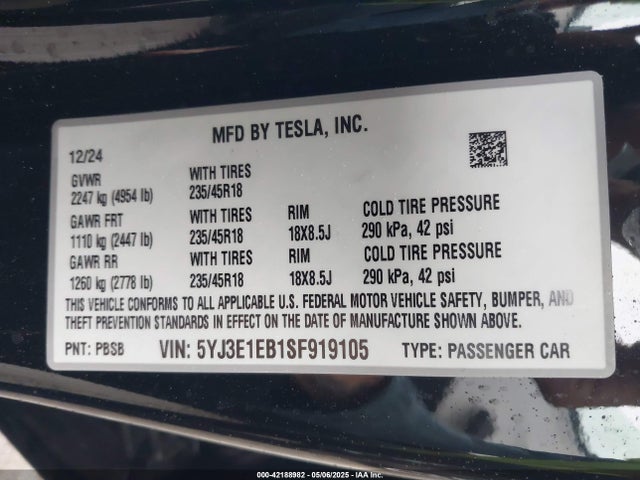 MFD BY TESLA, INC.
12/24
GVWR WITH TIRES
2247 kg (4954 lb) 235/45R18
GAWR FRT WITH TIRES RIM COLD TIRE PRESSURE
1110 kg (2447 lb) 235/45R18 18X8.5J 290 kPa, 42 psi
GAWR RR WITH TIRES RIM COLD TIRE PRESSURE
1260 kg (2778 lb) 235/45R18 18X8.5J 290 kPa, 42 psi
THIS VEHICLE CONFORMS TO ALL APPLICABLE U.S. FEDERAL MOTOR VEHICLE SAFETY, BUMPER, AND
THEFT PREVENTION STANDARDS IN EFFECT ON THE DATE OF MANUFACTURE SHOWN ABOVE.
PNT: PBSB VIN: 5YJ3E1EB1SF919105 TYPE: PASSENGER CAR
000-42188982 - 05/06/2025 - IAA Inc.